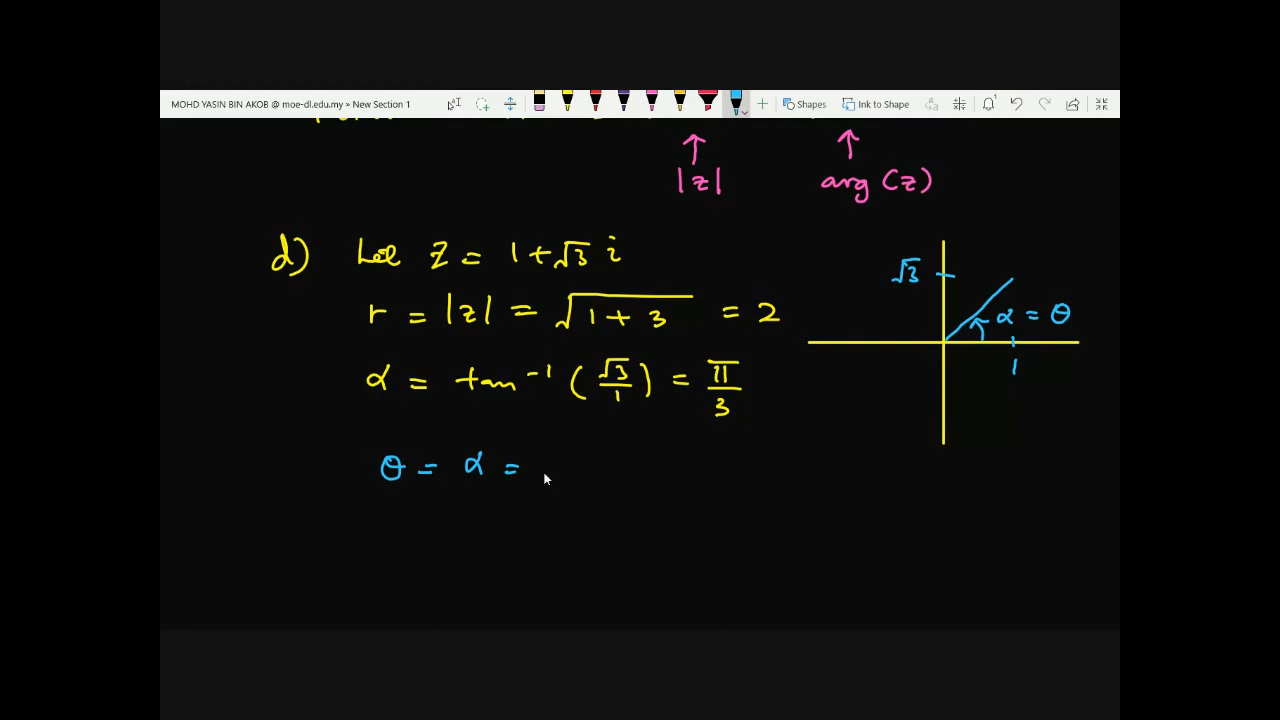 MOHD YASIN BIN AKOB @ moe-dl.edu.my » New Section 1
Shapes
Ink to Shape
|z|
arg (z)
d) Let z = 1 + √3 i
r = |z| = √(1 + 3) = 2
α = tan⁻¹ (√3/1) = π/3
θ = α =
√3
α = θ
1